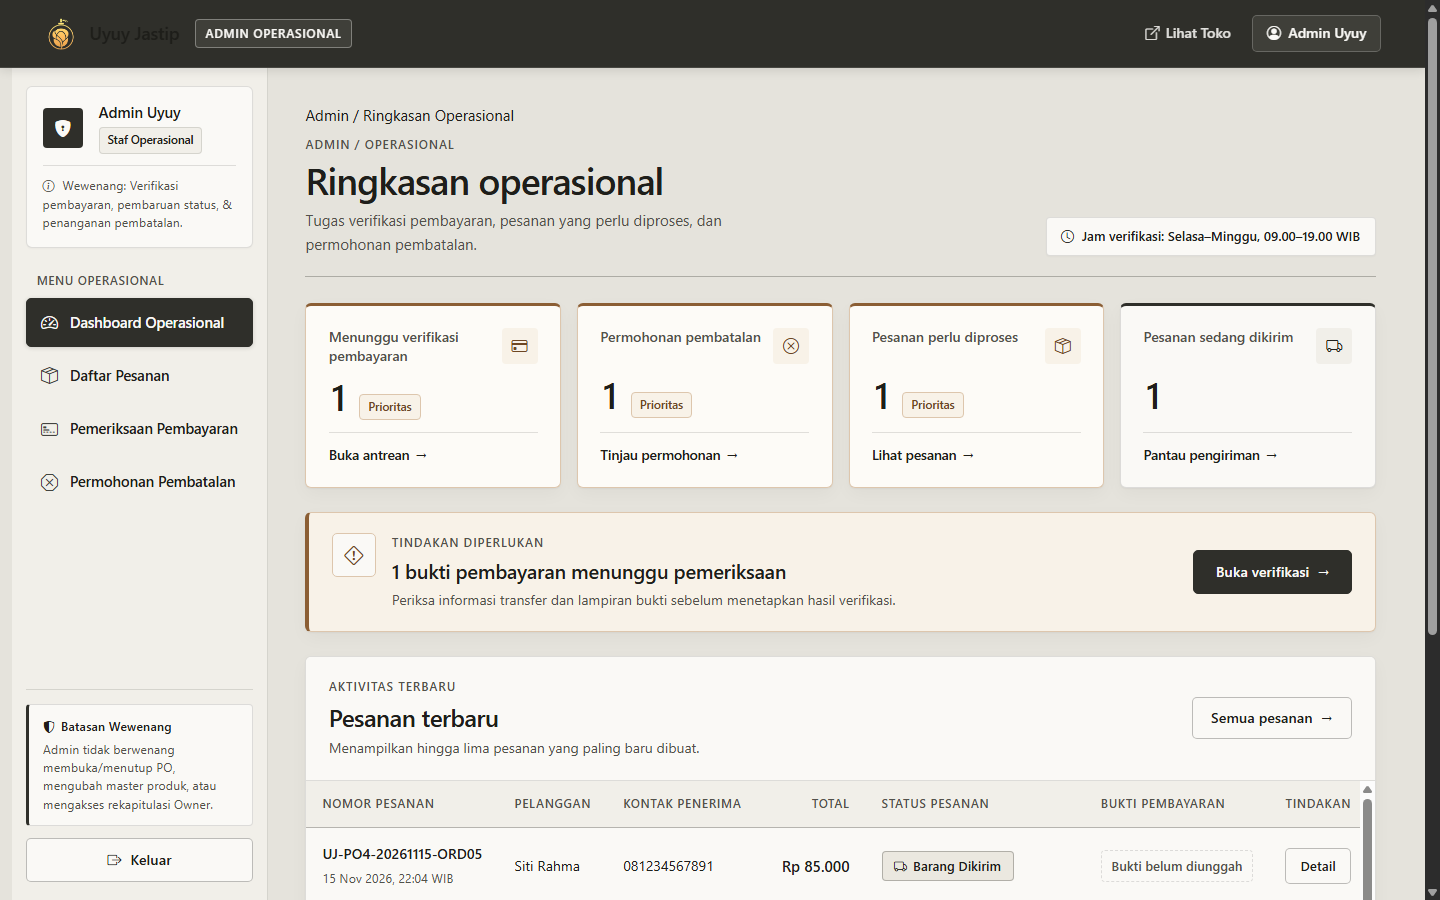 Uyuy Jastip
ADMIN OPERASIONAL
Lihat Toko
Admin Uyuy
Admin Uyuy
Staf Operasional
Wewenang: Verifikasi
pembayaran, pembaruan status, &
penanganan pembatalan.
MENU OPERASIONAL
Dashboard Operasional
Daftar Pesanan
Pemeriksaan Pembayaran
Permohonan Pembatalan
Batasan Wewenang
Admin tidak berwenang
membuka/menutup PO,
mengubah master produk, atau
mengakses rekapitulasi Owner.
Keluar
Admin / Ringkasan Operasional
ADMIN / OPERASIONAL
Ringkasan operasional
Tugas verifikasi pembayaran, pesanan yang perlu diproses, dan
permohonan pembatalan.
Jam verifikasi: Selasa–Minggu, 09.00–19.00 WIB
Menunggu verifikasi
pembayaran
1 Prioritas
Buka antrean →
Permohonan pembatalan
1 Prioritas
Tinjau permohonan →
Pesanan perlu diproses
1 Prioritas
Lihat pesanan →
Pesanan sedang dikirim
1
Pantau pengiriman →
TINDAKAN DIPERLUKAN
1 bukti pembayaran menunggu pemeriksaan
Periksa informasi transfer dan lampiran bukti sebelum menetapkan hasil verifikasi.
Buka verifikasi →
AKTIVITAS TERBARU
Pesanan terbaru
Menampilkan hingga lima pesanan yang paling baru dibuat.
Semua pesanan →
NOMOR PESANAN PELANGGAN KONTAK PENERIMA TOTAL STATUS PESANAN BUKTI PEMBAYARAN TINDAKAN
UJ-PO4-20261115-ORD05
15 Nov 2026, 22:04 WIB
Siti Rahma
081234567891
Rp 85.000
Barang Dikirim
Bukti belum diunggah
Detail